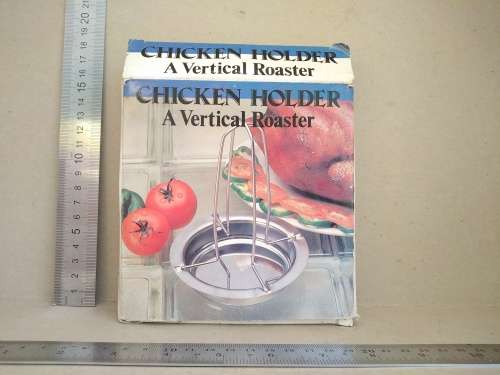 CHICKEN HOLDER
A Vertical Roaster
CHICKEN HOLDER
A Vertical Roaster